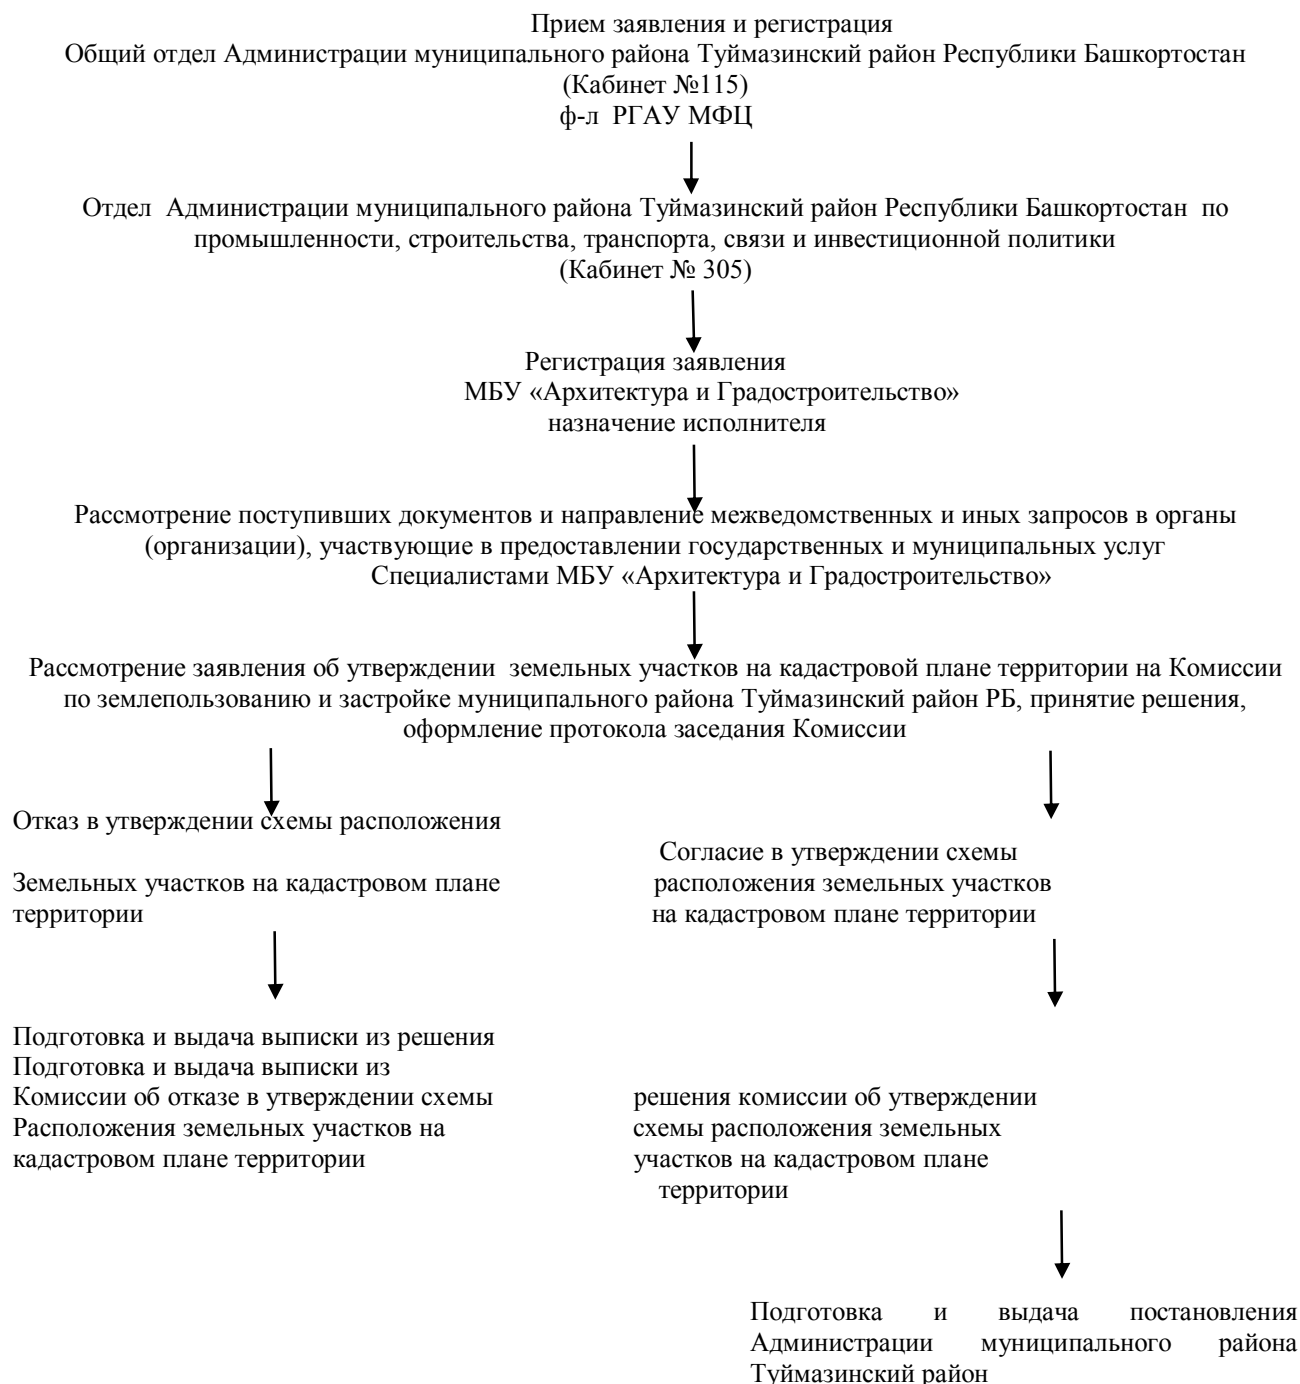 Прием заявления и регистрация
Общий отдел Администрации муниципального района Туймазинский район Республики Башкортостан
(Кабинет №115)
ф-л РГАУ МФЦ
Отдел Администрации муниципального района Туймазинский район Республики Башкортостан по
промышленности, строительства, транспорта, связи и инвестиционной политики
(Кабинет № 305)
Регистрация заявления
МБУ «Архитектура и Градостроительство»
назначение исполнителя
Рассмотрение поступивших документов и направление межведомственных и иных запросов в органы
(организации), участвующие в предоставлении государственных и муниципальных услуг
Специалистами МБУ «Архитектура и Градостроительство»
Рассмотрение заявления об утверждении земельных участков на кадастровой плане территории на Комиссии
по землепользованию и застройке муниципального района Туймазинский район РБ, принятие решения,
оформление протокола заседания Комиссии
Отказ в утверждении схемы расположения
Земельных участков на кадастровом плане
территории
Согласие в утверждении схемы
расположения земельных участков
на кадастровом плане территории
Подготовка и выдача выписки из решения
Подготовка и выдача выписки из
Комиссии об отказе в утверждении схемы
Расположения земельных участков на
кадастровом плане территории
решения комиссии об утверждении
схемы расположения земельных
участков на кадастровом плане
территории
Подготовка и выдача постановления
Администрации муниципального района
Туймазинский район